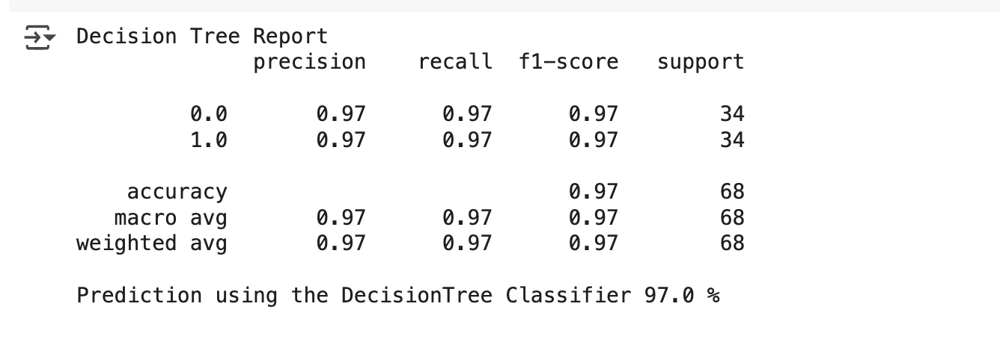 Decision Tree Report
precision recall f1-score support
0.0 0.97 0.97 0.97 34
1.0 0.97 0.97 0.97 34
accuracy 0.97 68
macro avg 0.97 0.97 0.97 68
weighted avg 0.97 0.97 0.97 68
Prediction using the DecisionTree Classifier 97.0 %